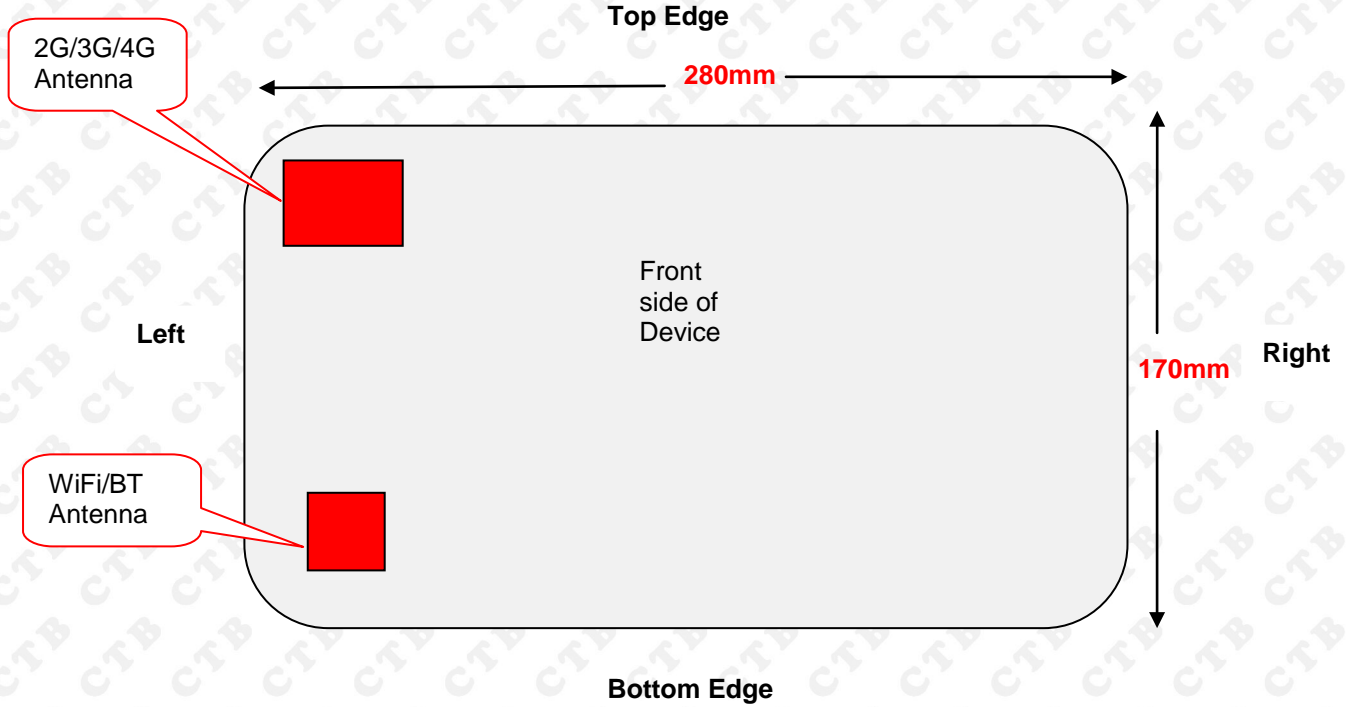 Top Edge
2G/3G/4G
Antenna
280mm
Front
side of
Device
Left
Right
170mm
WiFi/BT
Antenna
Bottom Edge
CTB